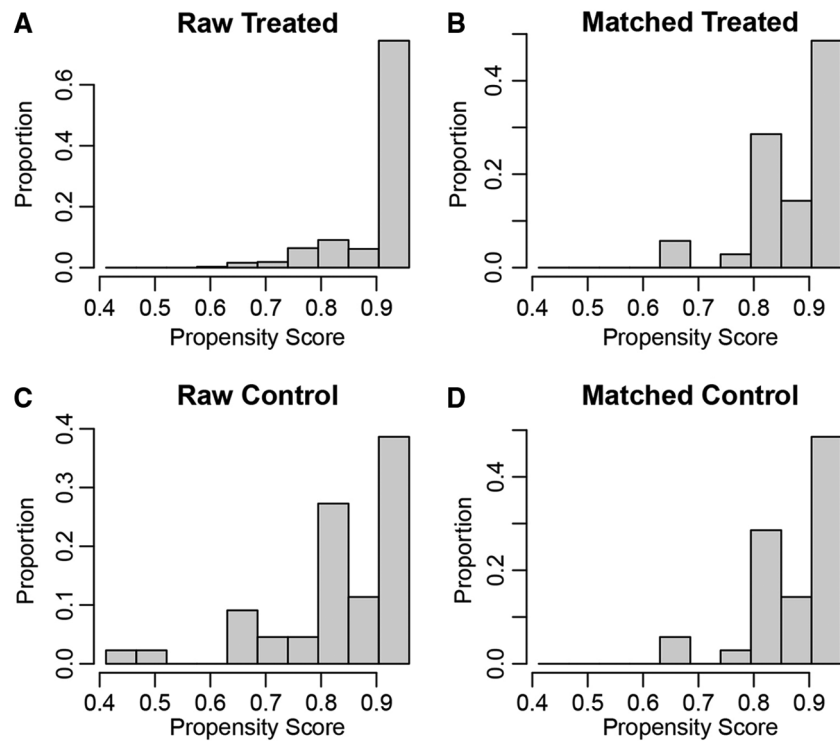 A Raw Treated
Proportion
0.0 0.2 0.4 0.6
0.4 0.5 0.6 0.7 0.8 0.9
Propensity Score
B Matched Treated
Proportion
0.0 0.2 0.4
0.4 0.5 0.6 0.7 0.8 0.9
Propensity Score
C Raw Control
Proportion
0.0 0.1 0.2 0.3 0.4
0.4 0.5 0.6 0.7 0.8 0.9
Propensity Score
D Matched Control
Proportion
0.0 0.2 0.4
0.4 0.5 0.6 0.7 0.8 0.9
Propensity Score